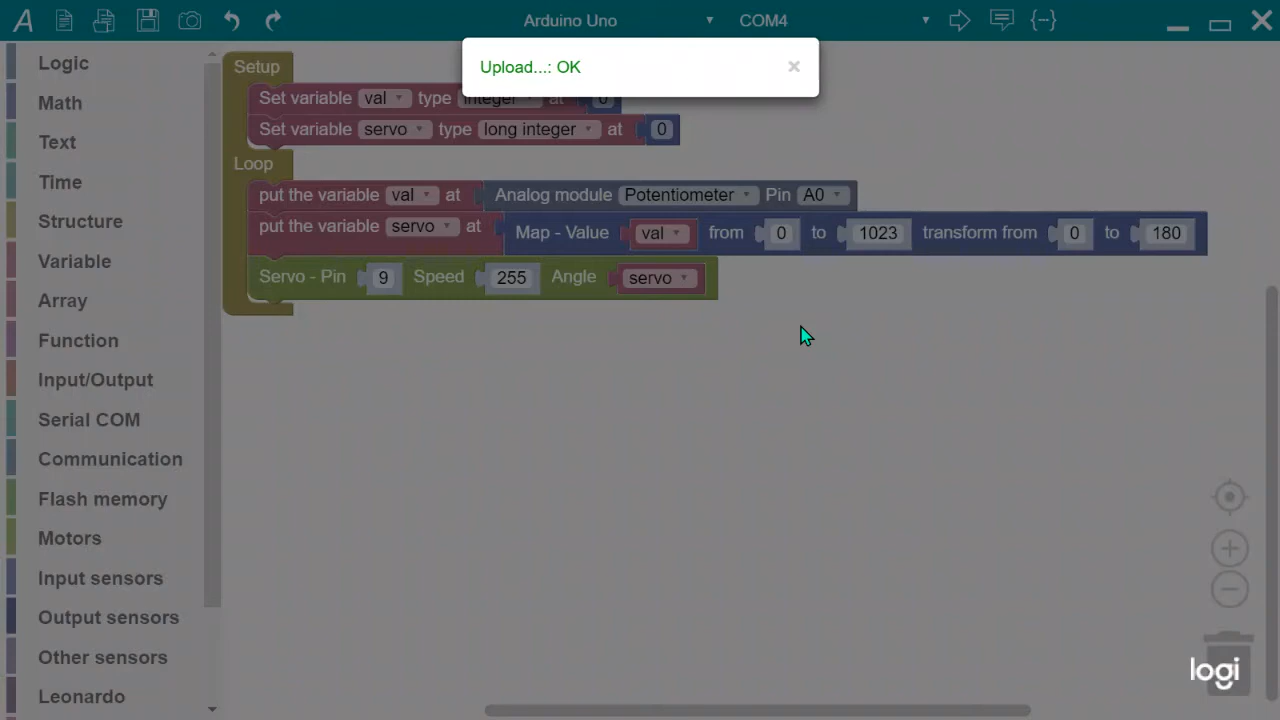 A Arduino Uno COM4 {--}
Upload...: OK ×
Logic
Math
Text
Time
Structure
Variable
Array
Function
Input/Output
Serial COM
Communication
Flash memory
Motors
Input sensors
Output sensors
Other sensors
Leonardo
Setup
Set variable val type integer at 0
Set variable servo type long integer at 0
Loop
put the variable val at Analog module Potentiometer Pin A0
put the variable servo at Map - Value val from 0 to 1023 transform from 0 to 180
Servo - Pin 9 Speed 255 Angle servo
logi